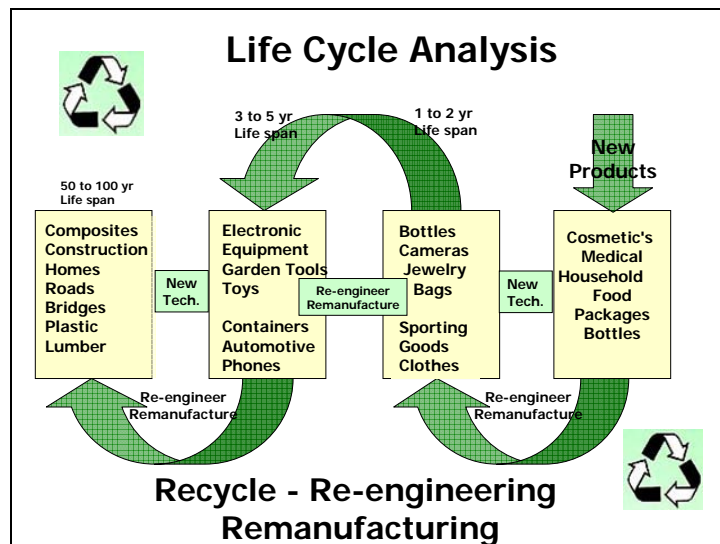 Life Cycle Analysis
3 to 5 yr
Life span
1 to 2 yr
Life span
New
Products
50 to 100 yr
Life span
Composites
Construction
Homes
Roads
Bridges
Plastic
Lumber
New
Tech.
Electronic
Equipment
Garden Tools
Toys
Containers
Automotive
Phones
Re-engineer
Remanufacture
Bottles
Cameras
Jewelry
Bags
Sporting
Goods
Clothes
New
Tech.
Cosmetic's
Medical
Household
Food
Packages
Bottles
Re-engineer
Remanufacture
Re-engineer
Remanufacture
Recycle - Re-engineering
Remanufacturing